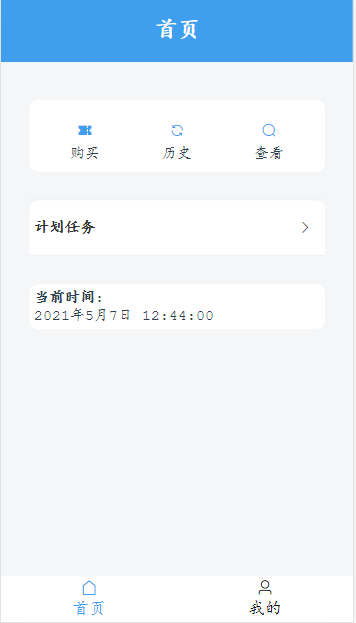 首页
购买 历史 查看
计划任务
当前时间：
2021年5月7日 12:44:00
首页 我的